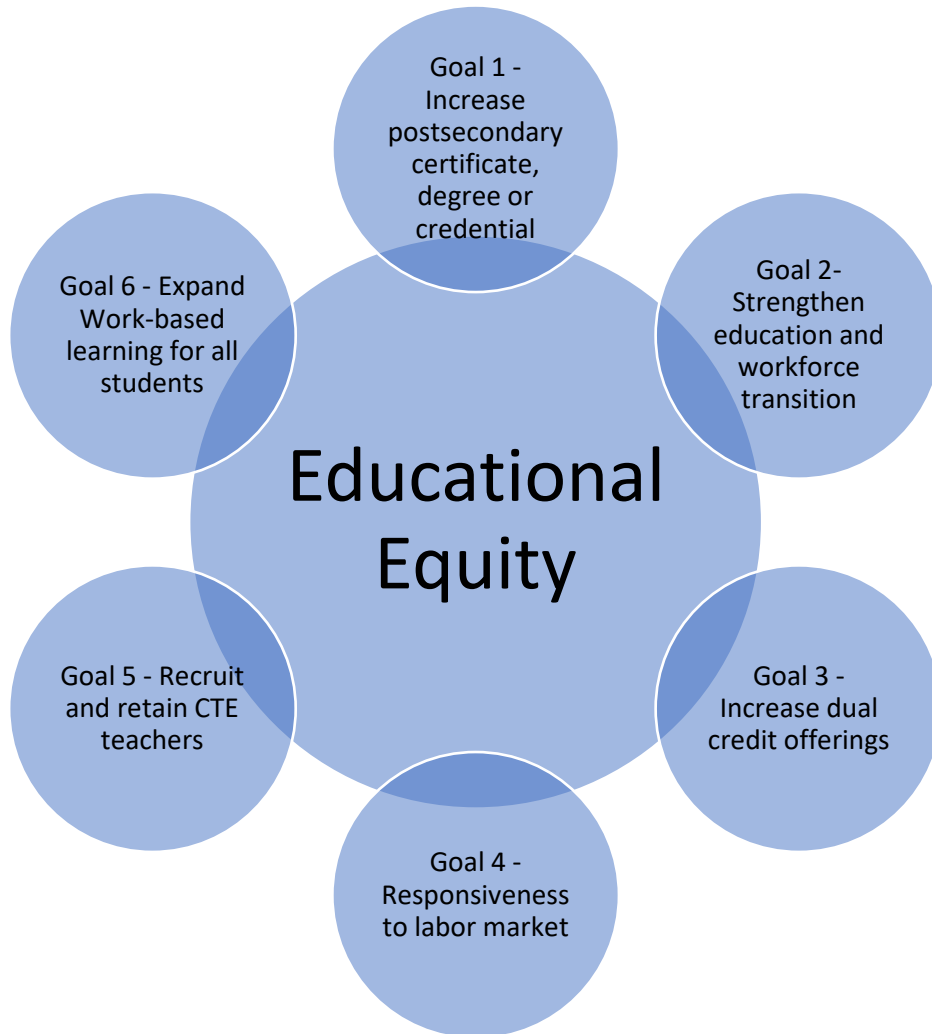 Goal 1 -
Increase
postsecondary
certificate,
degree or
credential
Goal 2-
Strengthen
education and
workforce
transition
Goal 3 -
Increase dual
credit offerings
Goal 4 -
Responsiveness
to labor market
Goal 5 - Recruit
and retain CTE
teachers
Goal 6 - Expand
Work-based
learning for all
students
Educational
Equity